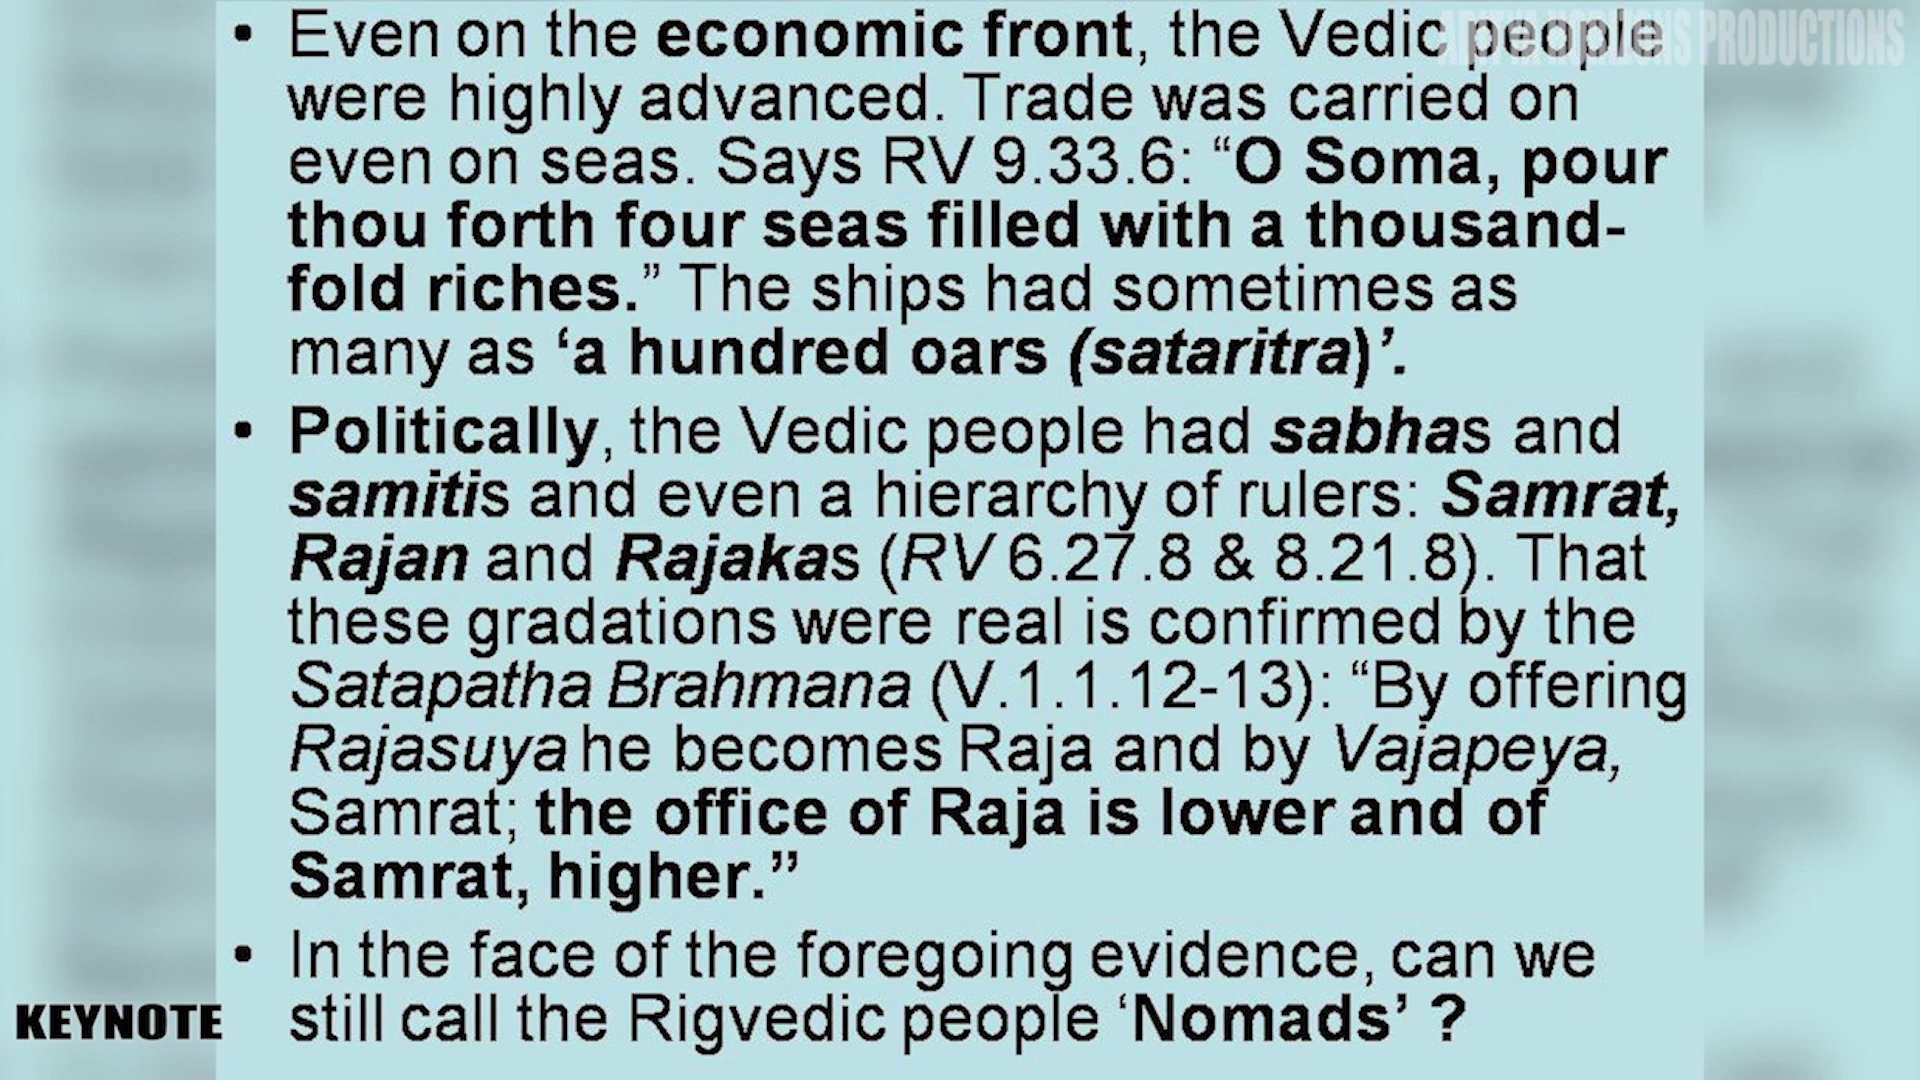 ADITYA HORIZONS PRODUCTIONS
• Even on the economic front, the Vedic people
were highly advanced. Trade was carried on
even on seas. Says RV 9.33.6: “O Soma, pour
thou forth four seas filled with a thousand-
fold riches.” The ships had sometimes as
many as ‘a hundred oars (sataritra)’.
• Politically, the Vedic people had sabhas and
samitis and even a hierarchy of rulers: Samrat,
Rajan and Rajakas (RV 6.27.8 & 8.21.8). That
these gradations were real is confirmed by the
Satapatha Brahmana (V.1.1.12-13): “By offering
Rajasuya he becomes Raja and by Vajapeya,
Samrat; the office of Raja is lower and of
Samrat, higher.”
• In the face of the foregoing evidence, can we
still call the Rigvedic people ‘Nomads’ ?
KEYNOTE